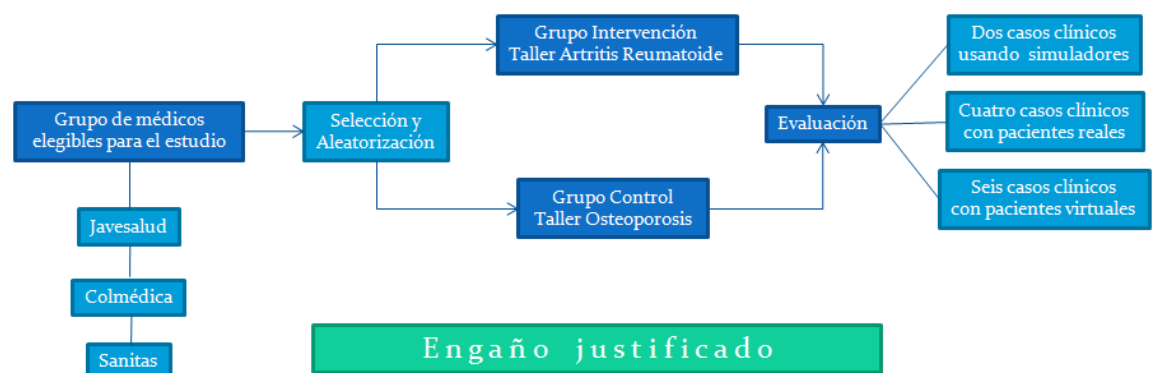 Grupo de médicos
elegibles para el estudio
Javesalud
Colmédica
Sanitas
Selección y
Aleatorización
Grupo Intervención
Taller Artritis Reumatoide
Grupo Control
Taller Osteoporosis
Evaluación
Dos casos clínicos
usando simuladores
Cuatro casos clínicos
con pacientes reales
Seis casos clínicos
con pacientes virtuales
Engaño justificado